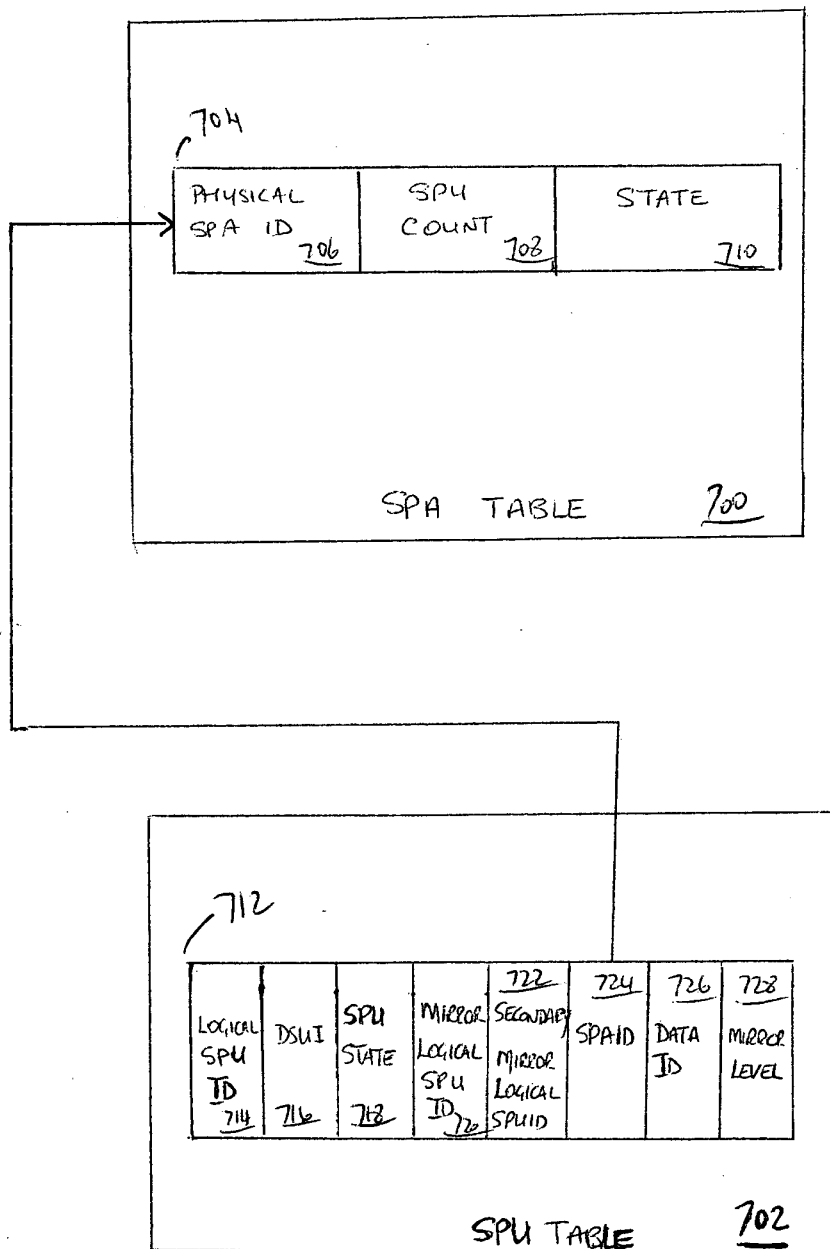 704
PHYSICAL
SPA ID
706
SPU
COUNT
708
STATE
710
SPA TABLE 700
712
LOGICAL
SPU
ID
714
DSUI
716
SPU
STATE
718
MIRROR
LOGICAL
SPU
ID
720
722
SECONDARY
MIRROR
LOGICAL
SPUID
724
SPAID
726
DATA
ID
728
MIRROR
LEVEL
SPU TABLE 702